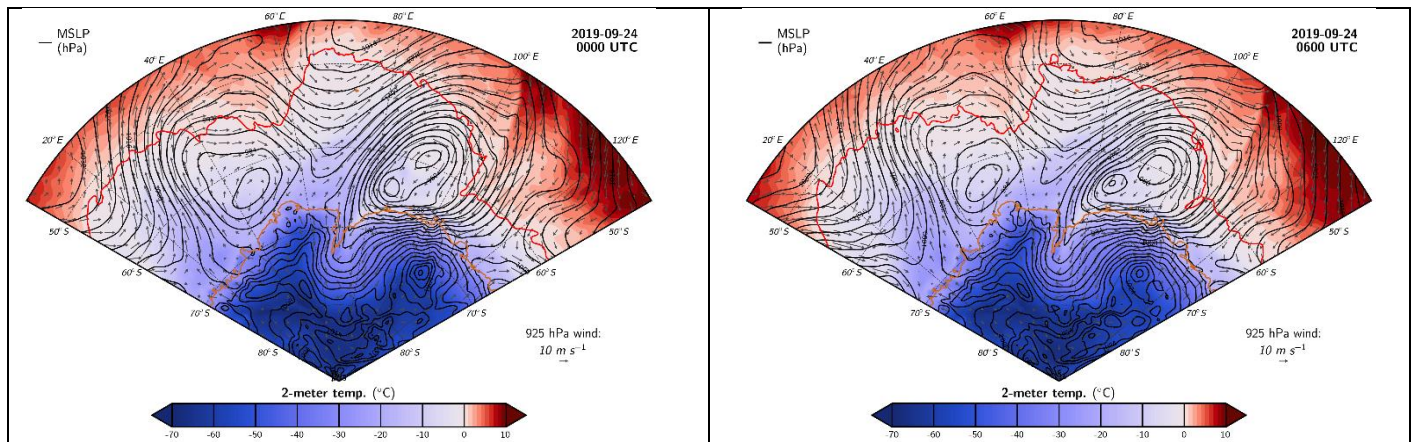 — MSLP
(hPa)
2019-09-24
0000 UTC
60° E
80° E
40° E
100° E
20° E
120° E
50° S
50° S
60° S
60° S
70° S
70° S
80° S
80° S
925 hPa wind:
10 m s⁻¹
→
2-meter temp. (°C)
-70 -60 -50 -40 -30 -20 -10 0 10
— MSLP
(hPa)
2019-09-24
0600 UTC
60° E
80° E
40° E
100° E
20° E
120° E
50° S
50° S
60° S
60° S
70° S
70° S
80° S
80° S
925 hPa wind:
10 m s⁻¹
→
2-meter temp. (°C)
-70 -60 -50 -40 -30 -20 -10 0 10